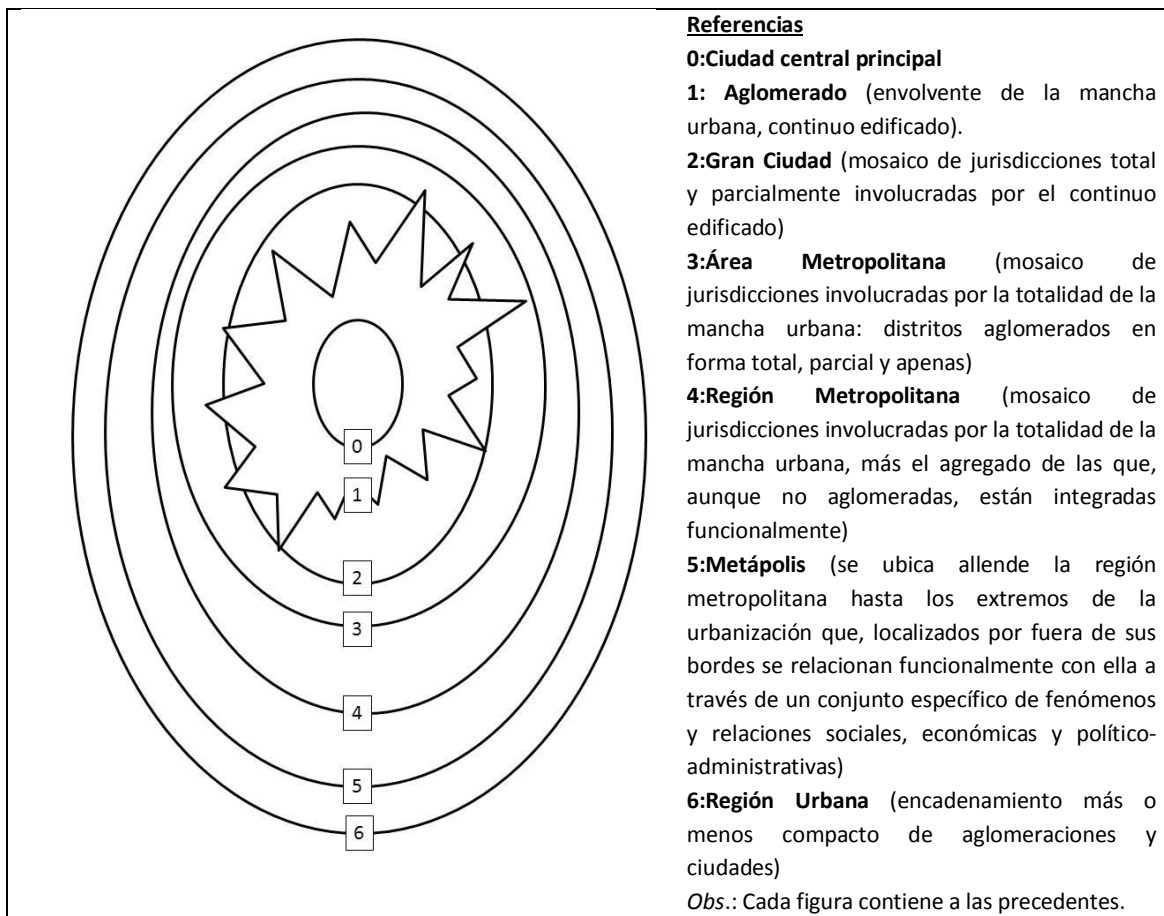 0
1
2
3
4
5
6
Referencias
0:Ciudad central principal
1: Aglomerado (envolvente de la mancha
urbana, continuo edificado).
2:Gran Ciudad (mosaico de jurisdicciones total
y parcialmente involucradas por el continuo
edificado)
3:Área Metropolitana (mosaico de
jurisdicciones involucradas por la totalidad de la
mancha urbana: distritos aglomerados en
forma total, parcial y apenas)
4:Región Metropolitana (mosaico de
jurisdicciones involucradas por la totalidad de la
mancha urbana, más el agregado de las que,
aunque no aglomeradas, están integradas
funcionalmente)
5:Metápolis (se ubica allende la región
metropolitana hasta los extremos de la
urbanización que, localizados por fuera de sus
bordes se relacionan funcionalmente con ella a
través de un conjunto específico de fenómenos
y relaciones sociales, económicas y político-
administrativas)
6:Región Urbana (encadenamiento más o
menos compacto de aglomeraciones y
ciudades)
Obs.: Cada figura contiene a las precedentes.